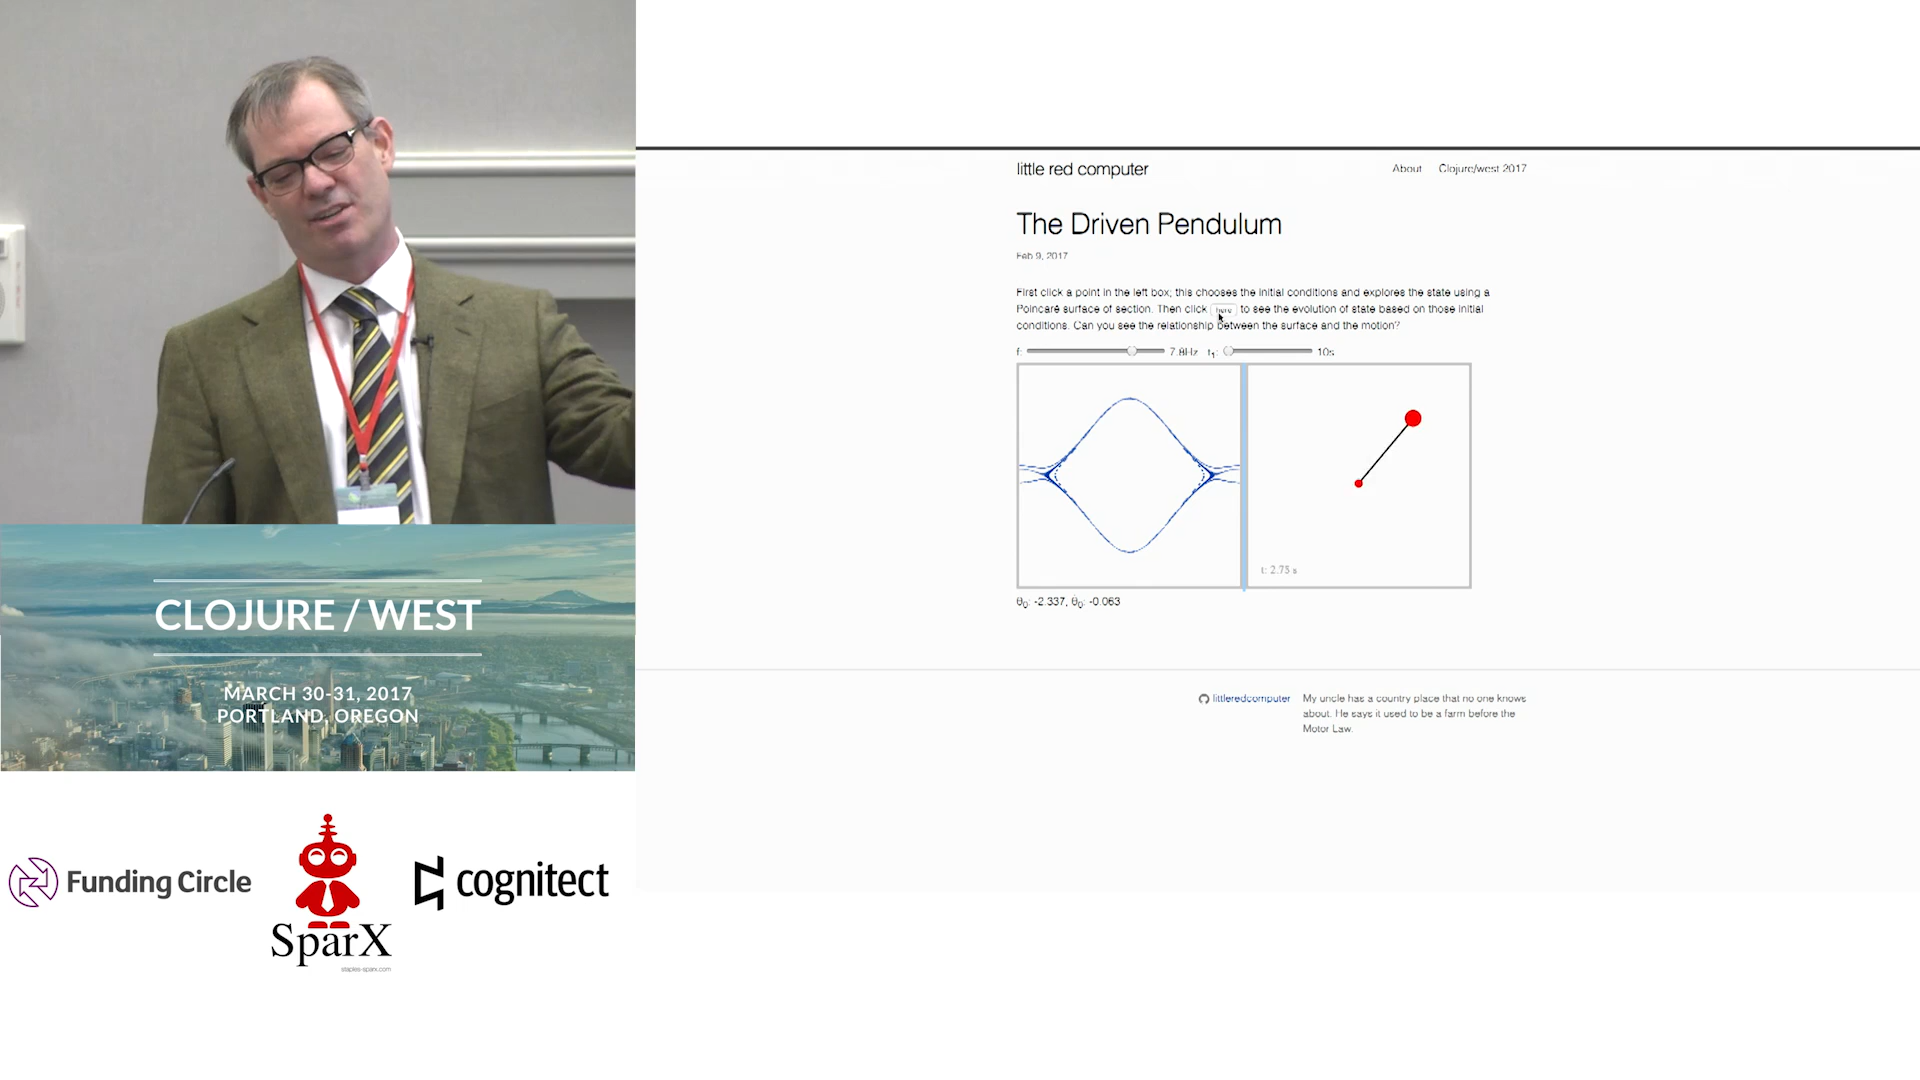 little red computer
About Clojure/west 2017
The Driven Pendulum
Feb 9, 2017
First click a point in the left box; this chooses the initial conditions and explores the state using a
Poincaré surface of section. Then click here to see the evolution of state based on those initial
conditions. Can you see the relationship between the surface and the motion?
f: 7.8Hz t₁: 10s
t: 2.75 s
θ₀: -2.337, θ̇₀: -0.063
littleredcomputer
My uncle has a country place that no one knows
about. He says it used to be a farm before the
Motor Law.
CLOJURE / WEST
MARCH 30-31, 2017
PORTLAND, OREGON
Funding Circle
SparX
staples-sparx.com
cognitect